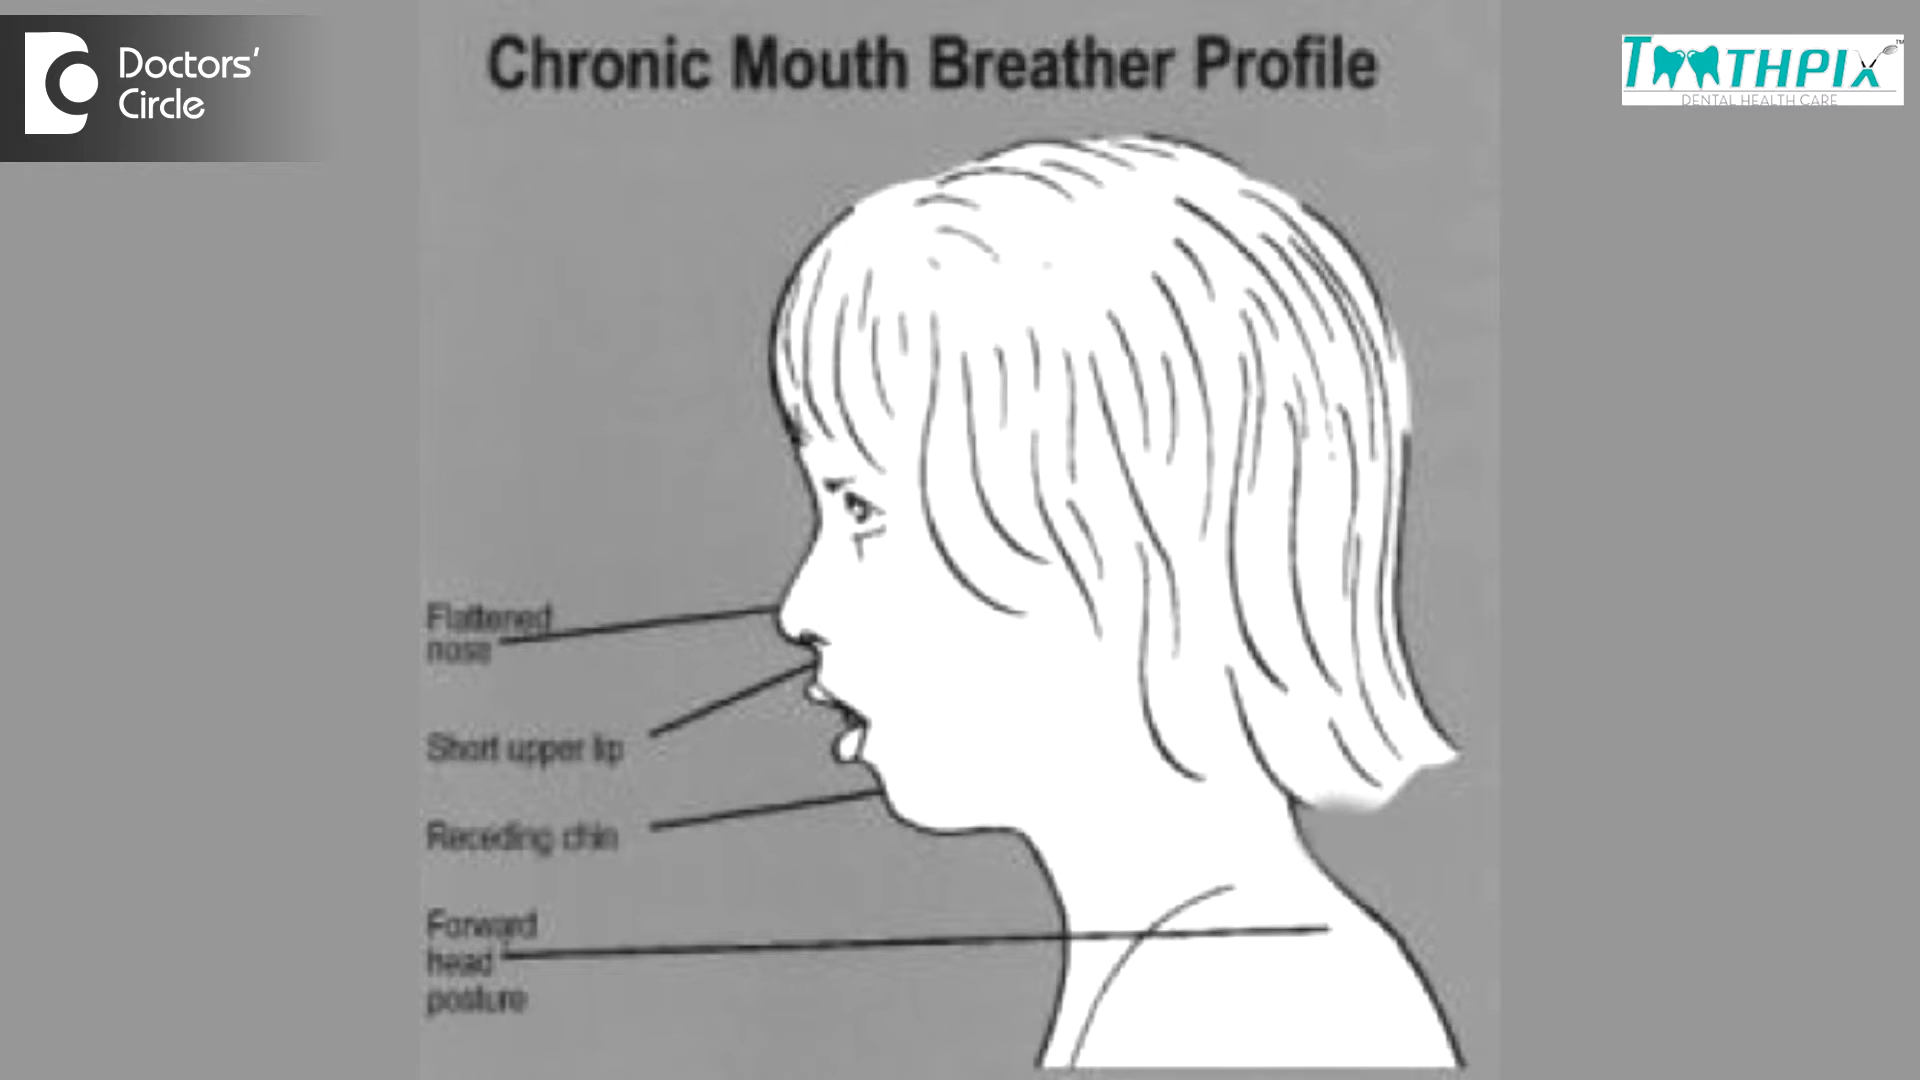 Doctors'
Circle
Chronic Mouth Breather Profile
TOOTHPIX™
DENTAL HEALTH CARE
Flattened
nose
Short upper lip
Receding chin
Forward
head
posture